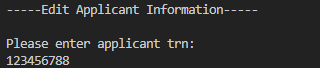 -----Edit Applicant Information-----
Please enter applicant trn:
123456788